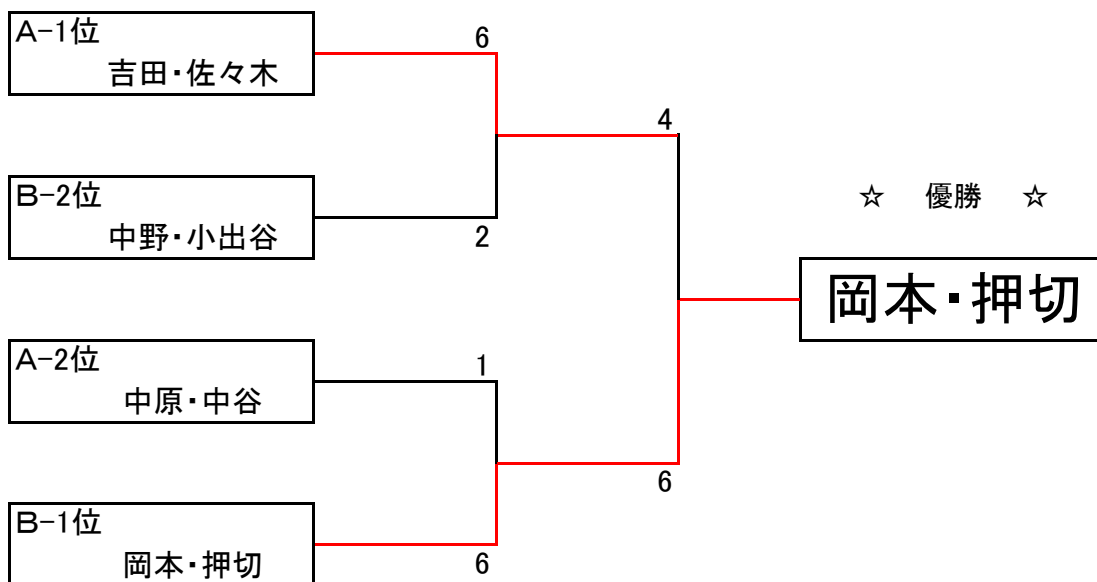 A-1位
吉田・佐々木
6
B-2位
中野・小出谷
2
4
☆ 優勝 ☆
岡本・押切
A-2位
中原・中谷
1
B-1位
岡本・押切
6
6